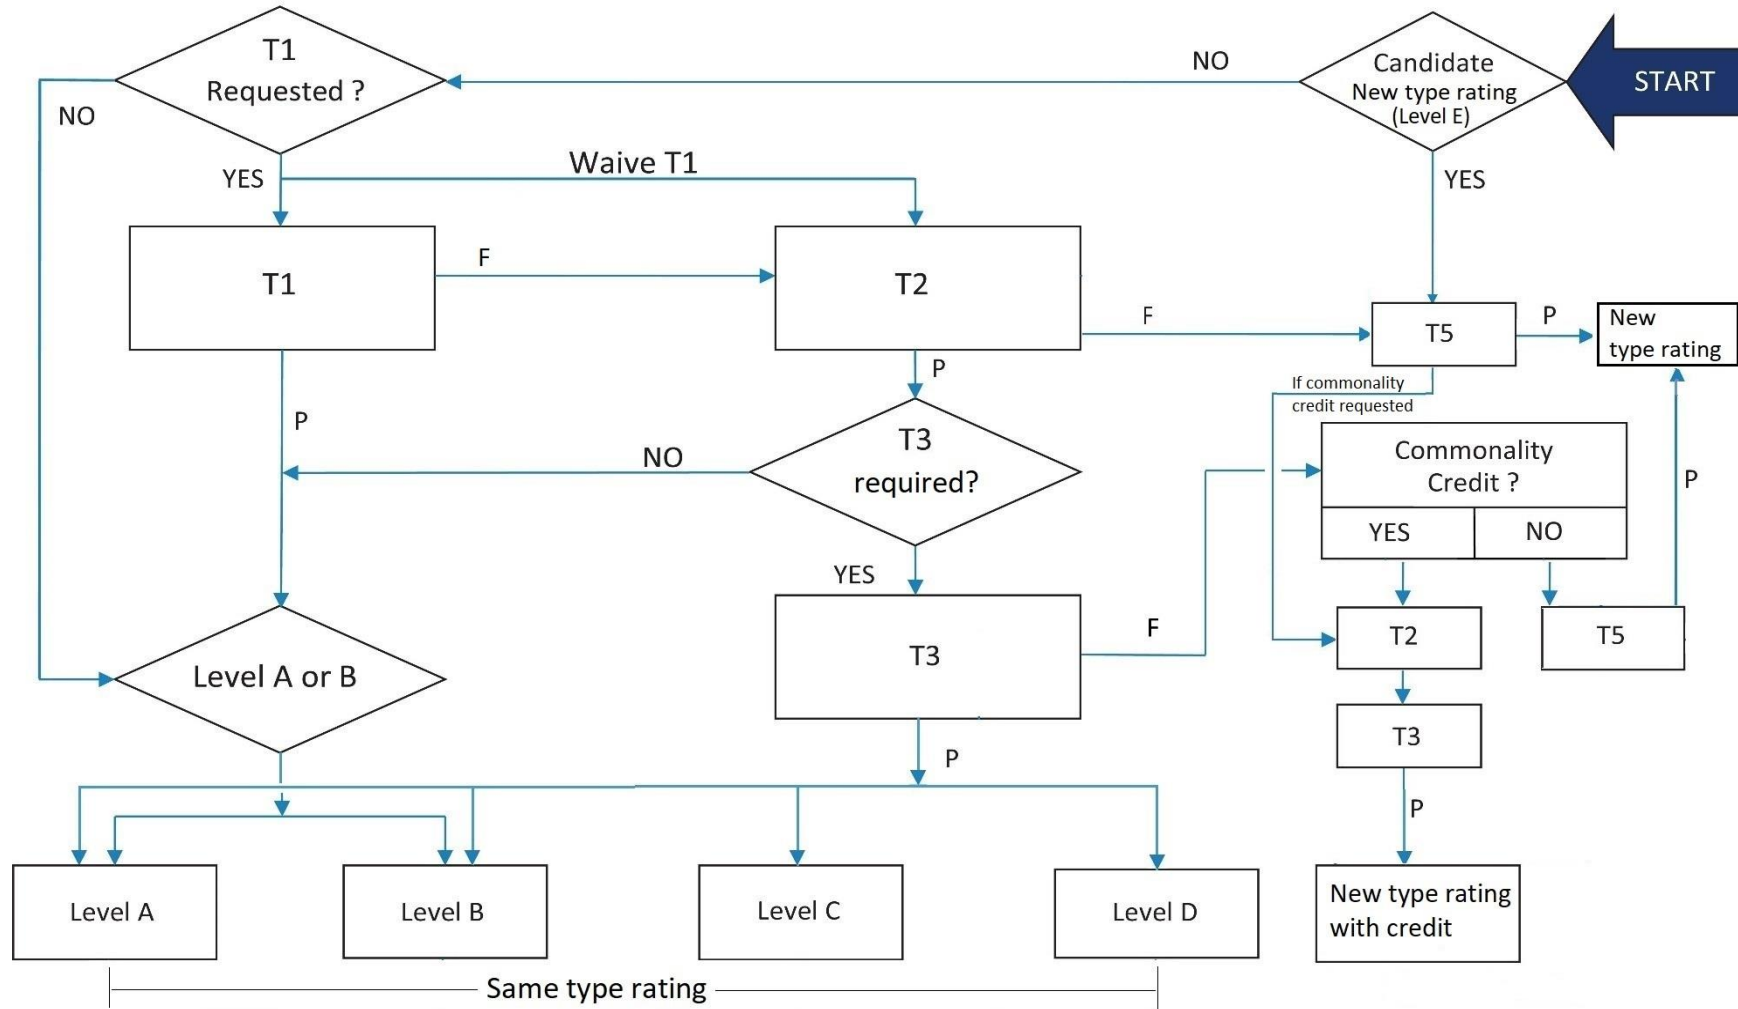 T1
Requested ?
NO
Candidate
New type rating
(Level E)
START
NO
YES
Waive T1
YES
T1
F
T2
F
T5
P
New
type rating
P
P
If commonality
credit requested
T3
required?
NO
Commonality
Credit ?
YES
NO
P
YES
T3
F
T2
T5
Level A or B
P
T3
P
Level A
Level B
Level C
Level D
New type rating
with credit
Same type rating